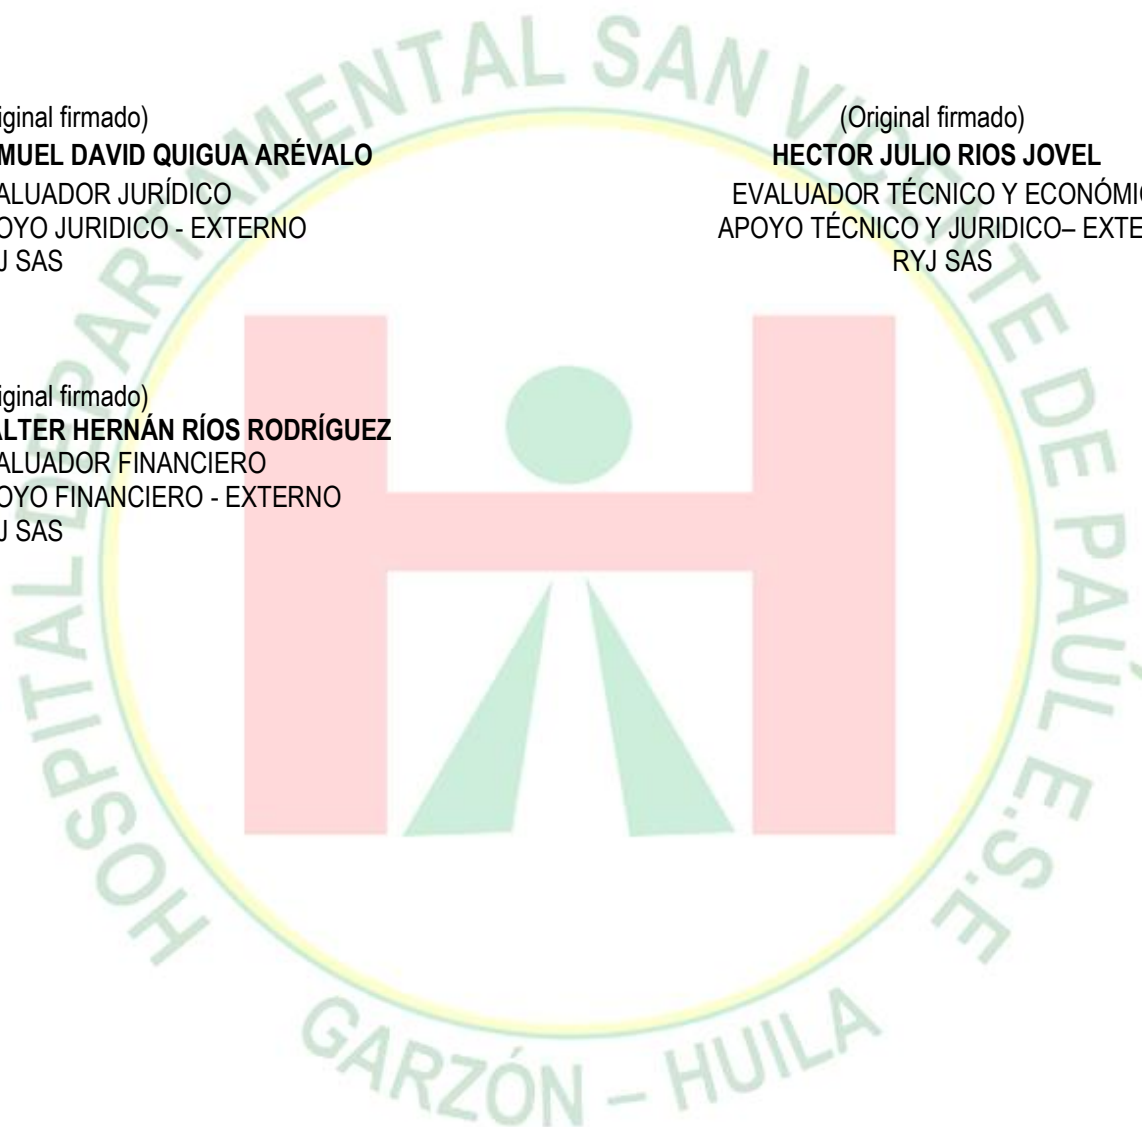 iginal firmado)
MUEL DAVID QUIGUA ARÉVALO
ALUADOR JURÍDICO
OYO JURIDICO - EXTERNO
J SAS
(Original firmado)
HECTOR JULIO RIOS JOVEL
EVALUADOR TÉCNICO Y ECONÓMI
APOYO TÉCNICO Y JURIDICO– EXTE
RYJ SAS
iginal firmado)
ALTER HERNÁN RÍOS RODRÍGUEZ
ALUADOR FINANCIERO
OYO FINANCIERO - EXTERNO
J SAS
HOSPITAL DEPARTAMENTAL SAN VICENTE DE PAÚL E.S.E
GARZÓN – HUILA